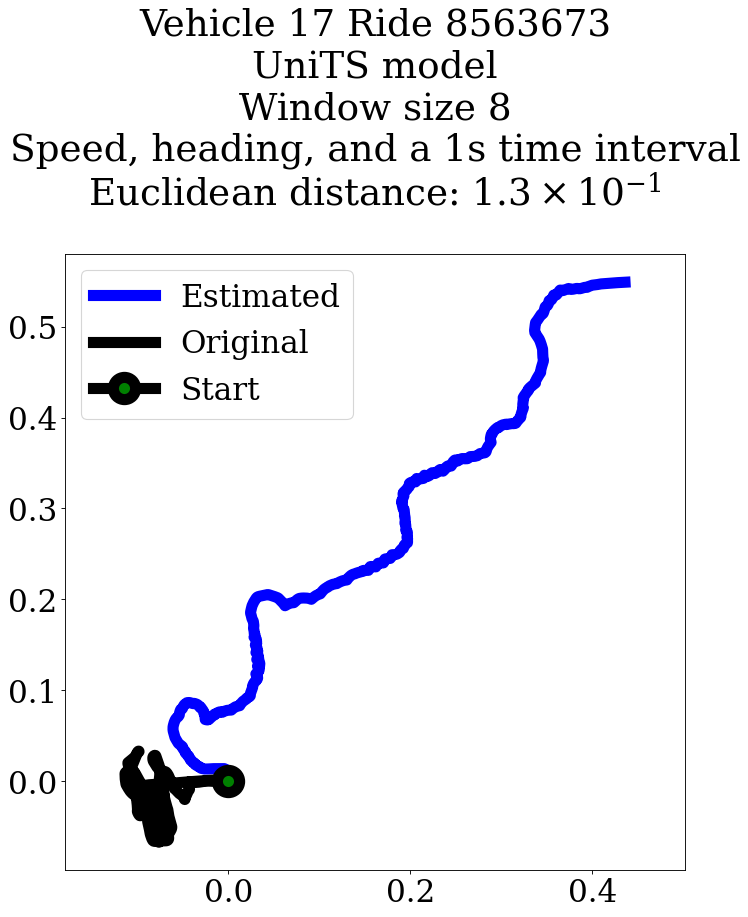 Vehicle 17 Ride 8563673
UniTS model
Window size 8
Speed, heading, and a 1s time interval
Euclidean distance: 1.3 × 10⁻¹
Estimated
Original
Start
0.5
0.4
0.3
0.2
0.1
0.0
0.0 0.2 0.4